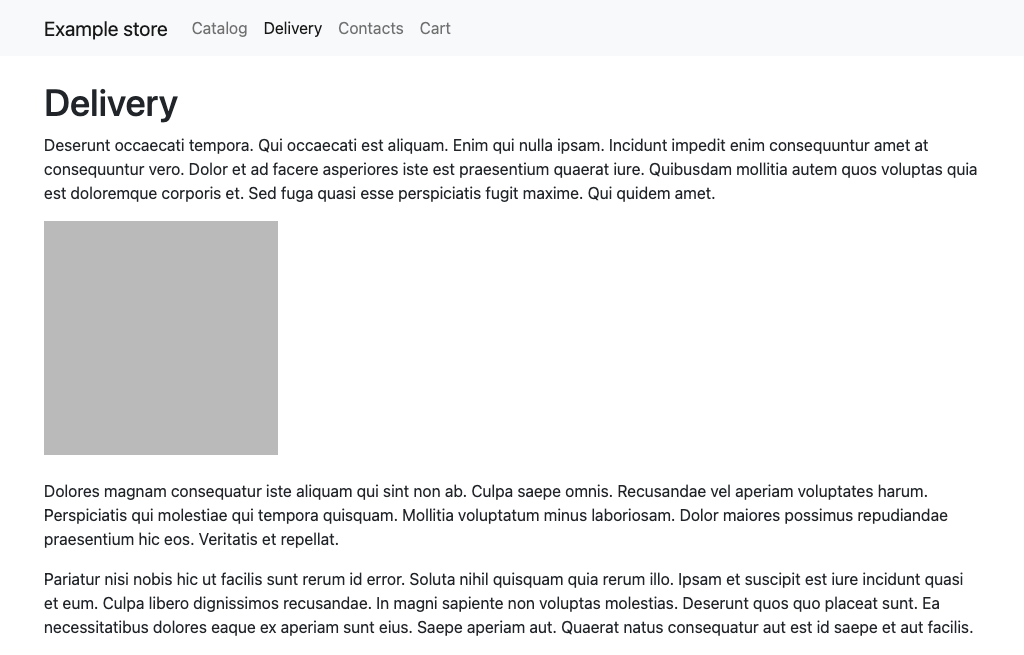 Example store Catalog Delivery Contacts Cart
Delivery
Deserunt occaecati tempora. Qui occaecati est aliquam. Enim qui nulla ipsam. Incidunt impedit enim consequuntur amet at
consequuntur vero. Dolor et ad facere asperiores iste est praesentium quaerat iure. Quibusdam mollitia autem quos voluptas quia
est doloremque corporis et. Sed fuga quasi esse perspiciatis fugit maxime. Qui quidem amet.
Dolores magnam consequatur iste aliquam qui sint non ab. Culpa saepe omnis. Recusandae vel aperiam voluptates harum.
Perspiciatis qui molestiae qui tempora quisquam. Mollitia voluptatum minus laboriosam. Dolor maiores possimus repudiandae
praesentium hic eos. Veritatis et repellat.
Pariatur nisi nobis hic ut facilis sunt rerum id error. Soluta nihil quisquam quia rerum illo. Ipsam et suscipit est iure incidunt quasi
et eum. Culpa libero dignissimos recusandae. In magni sapiente non voluptas molestias. Deserunt quos quo placeat sunt. Ea
necessitatibus dolores eaque ex aperiam sunt eius. Saepe aperiam aut. Quaerat natus consequatur aut est id saepe et aut facilis.